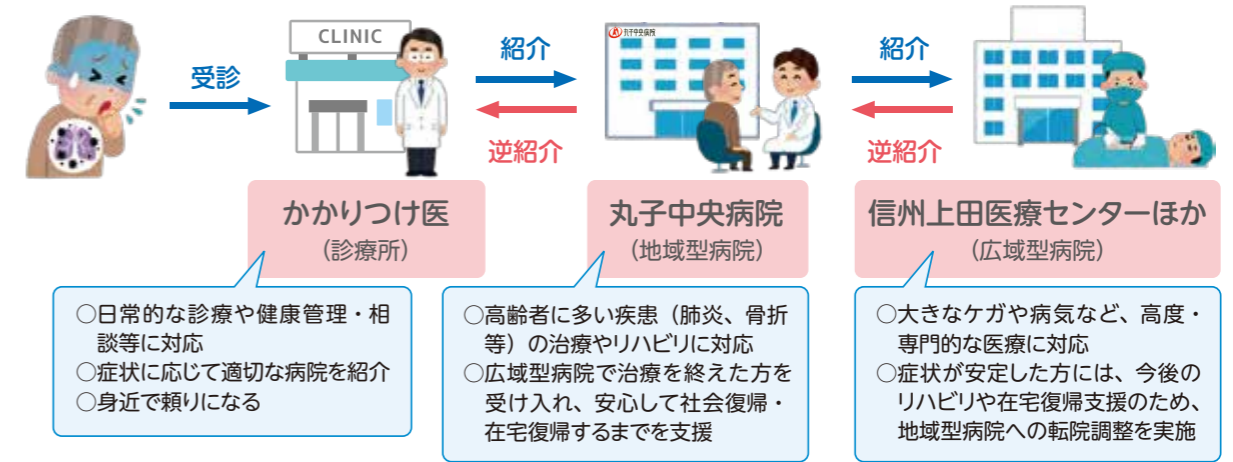 CLINIC
丸子中央病院
受診
紹介
逆紹介
紹介
逆紹介
かかりつけ医
(診療所)
丸子中央病院
(地域型病院)
信州上田医療センターほか
(広域型病院)
○日常的な診療や健康管理・相
談等に対応
○症状に応じて適切な病院を紹介
○身近で頼りになる
○高齢者に多い疾患(肺炎、骨折
等)の治療やリハビリに対応
○広域型病院で治療を終えた方を
受け入れ、安心して社会復帰・
在宅復帰するまでを支援
○大きなケガや病気など、高度・
専門的な医療に対応
○症状が安定した方には、今後の
リハビリや在宅復帰支援のため、
地域型病院への転院調整を実施